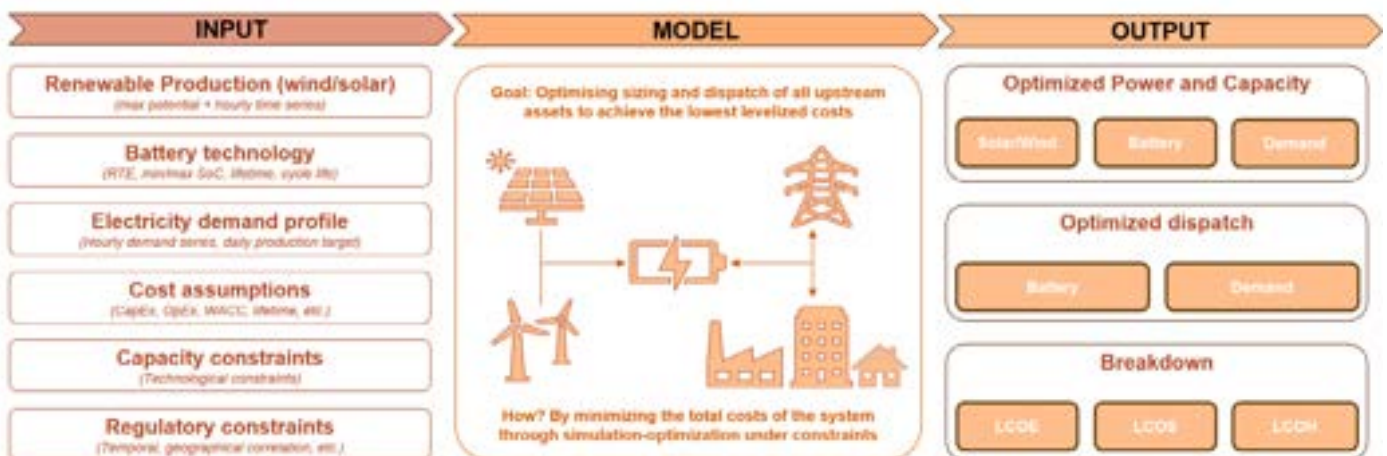 INPUT
Renewable Production (wind/solar)
(max potential + hourly time series)
Battery technology
(RTE, min/max SoC, lifetime, cycle life)
Electricity demand profile
(Hourly demand series, daily production target)
Cost assumptions
(CapEx, OpEx, WACC, lifetime, etc.)
Capacity constraints
(Technological constraints)
Regulatory constraints
(Temporal, geographical correlation, etc.)
MODEL
Goal: Optimising sizing and dispatch of all upstream
assets to achieve the lowest levelized costs
How? By minimizing the total costs of the system
through simulation-optimization under constraints
OUTPUT
Optimized Power and Capacity
Solar/Wind
Battery
Demand
Optimized dispatch
Battery
Demand
Breakdown
LCOE
LCOS
LCOH